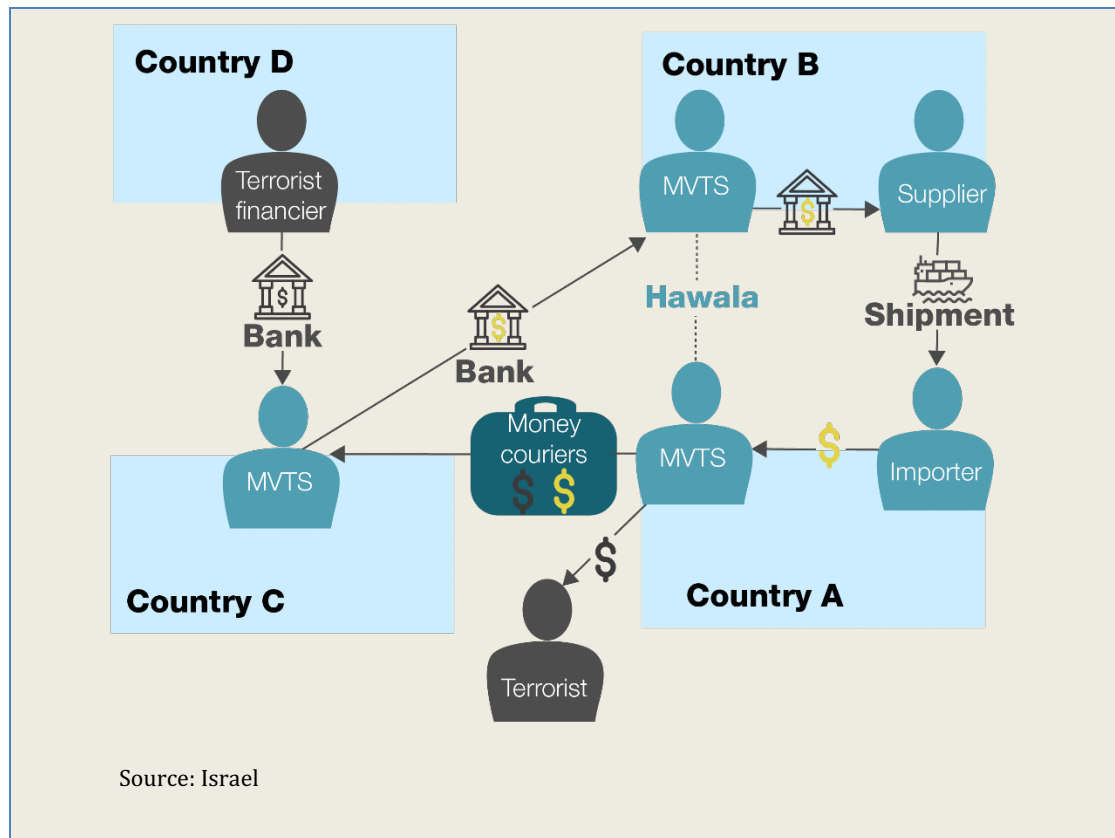 Country D
Country B
Terrorist
financier
MVTS
Supplier
$
$
Bank
Hawala
Shipment
$
Bank
Money
couriers
$ $
MVTS
$
Importer
MVTS
$
Country C
Country A
Terrorist
Source: Israel